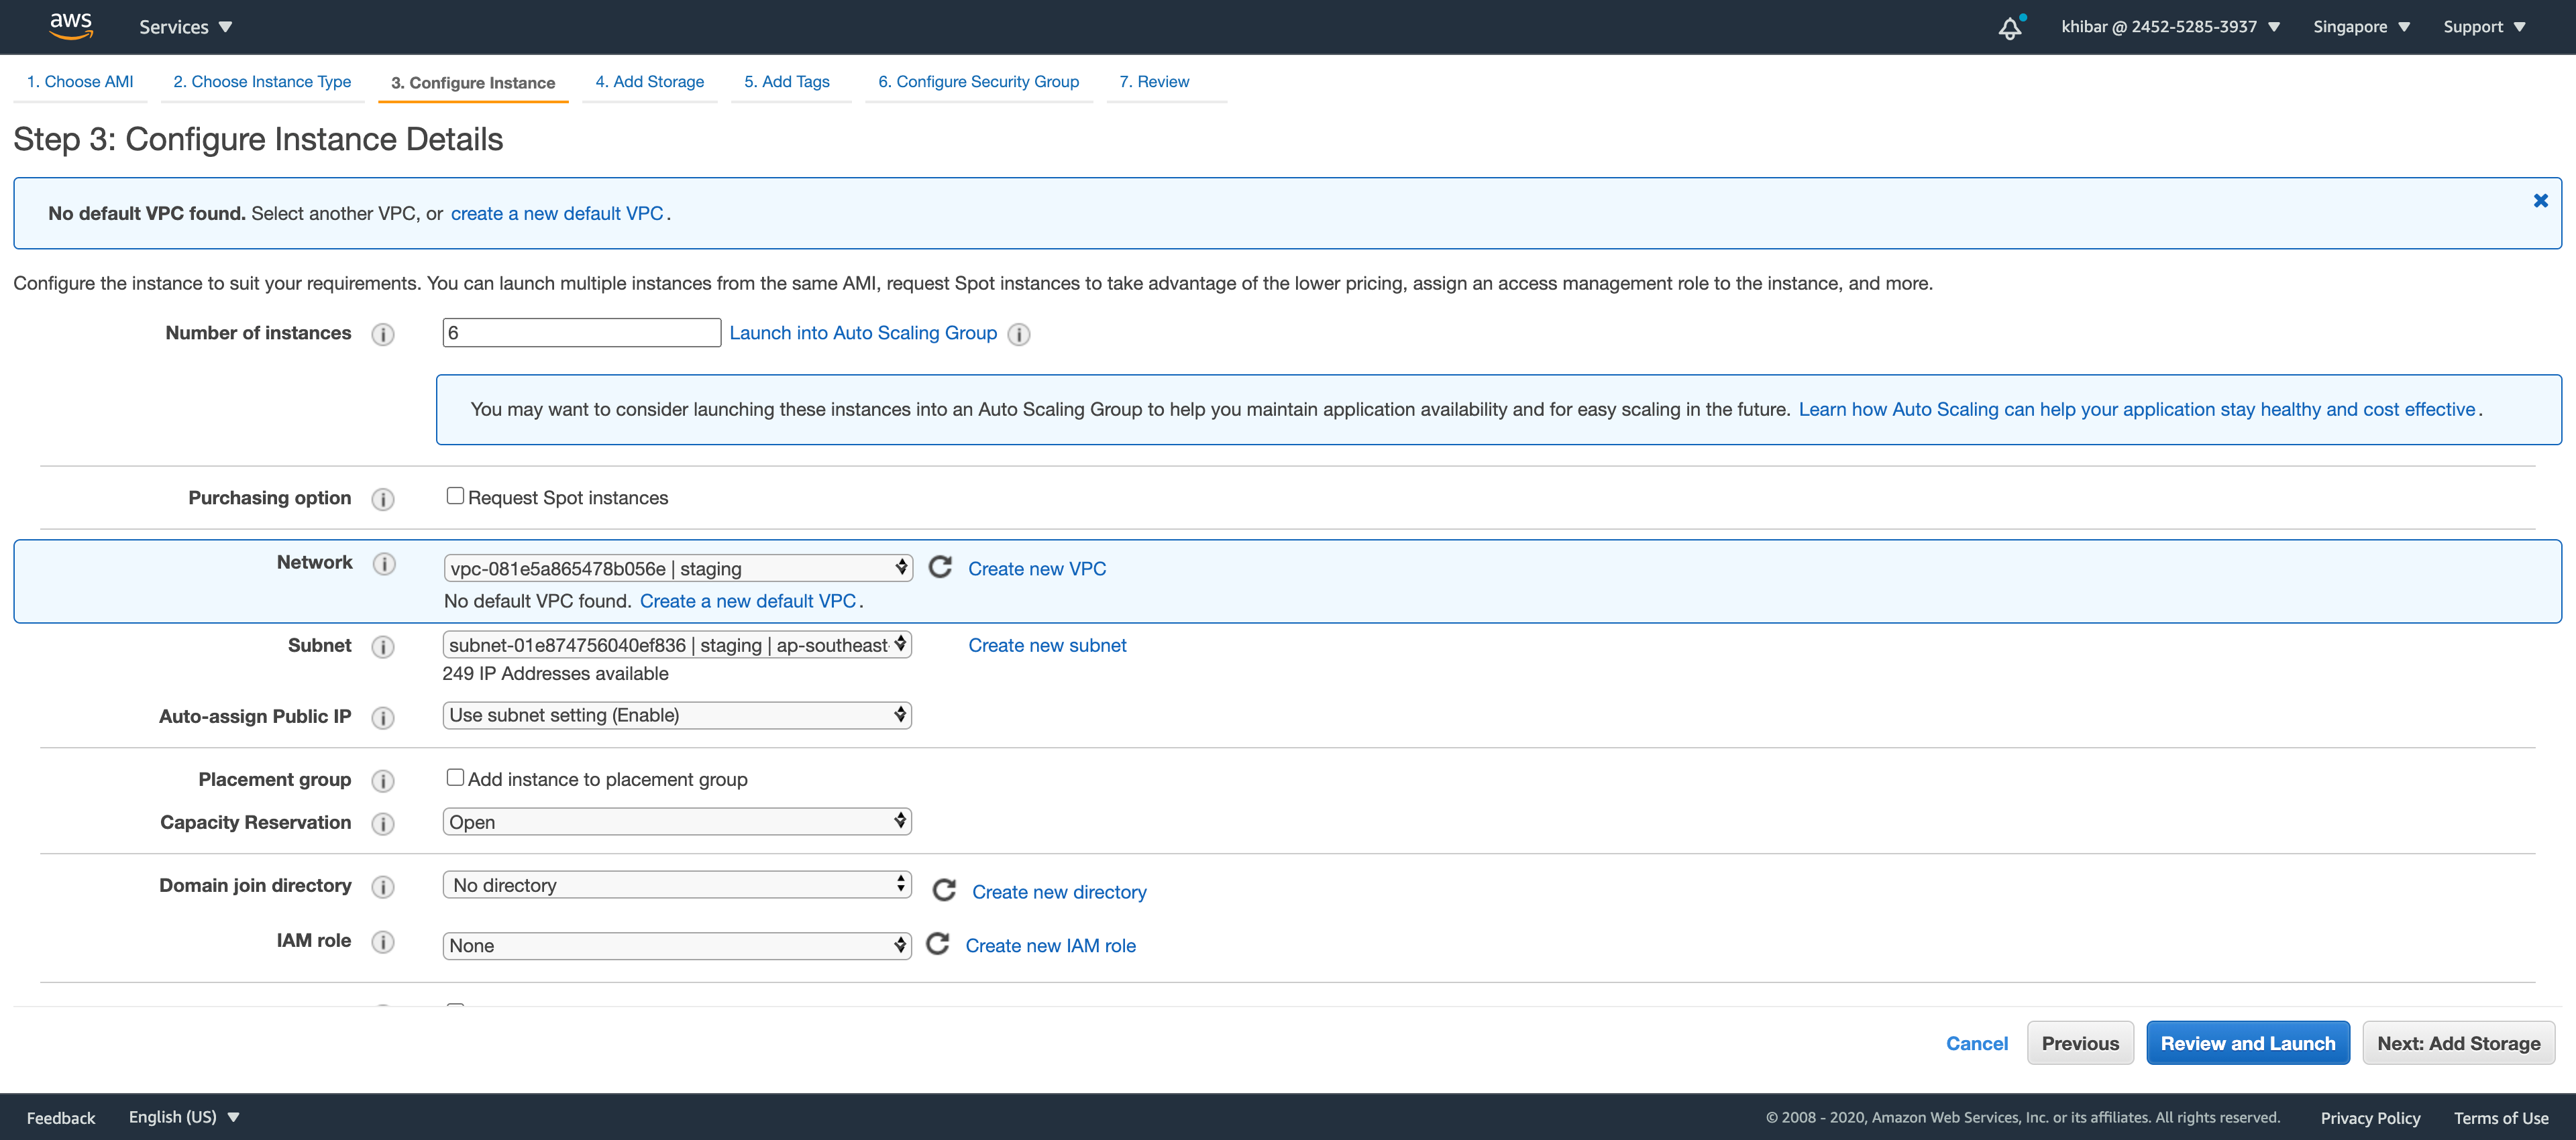 aws Services khibar @ 2452-5285-3937 Singapore Support
1. Choose AMI 2. Choose Instance Type 3. Configure Instance 4. Add Storage 5. Add Tags 6. Configure Security Group 7. Review
Step 3: Configure Instance Details
No default VPC found. Select another VPC, or create a new default VPC.
Configure the instance to suit your requirements. You can launch multiple instances from the same AMI, request Spot instances to take advantage of the lower pricing, assign an access management role to the instance, and more.
Number of instances 6 Launch into Auto Scaling Group
You may want to consider launching these instances into an Auto Scaling Group to help you maintain application availability and for easy scaling in the future. Learn how Auto Scaling can help your application stay healthy and cost effective.
Purchasing option Request Spot instances
Network vpc-081e5a865478b056e | staging Create new VPC
No default VPC found. Create a new default VPC.
Subnet subnet-01e874756040ef836 | staging | ap-southeast- Create new subnet
249 IP Addresses available
Auto-assign Public IP Use subnet setting (Enable)
Placement group Add instance to placement group
Capacity Reservation Open
Domain join directory No directory Create new directory
IAM role None Create new IAM role
Cancel Previous Review and Launch Next: Add Storage
Feedback English (US) © 2008 - 2020, Amazon Web Services, Inc. or its affiliates. All rights reserved. Privacy Policy Terms of Use